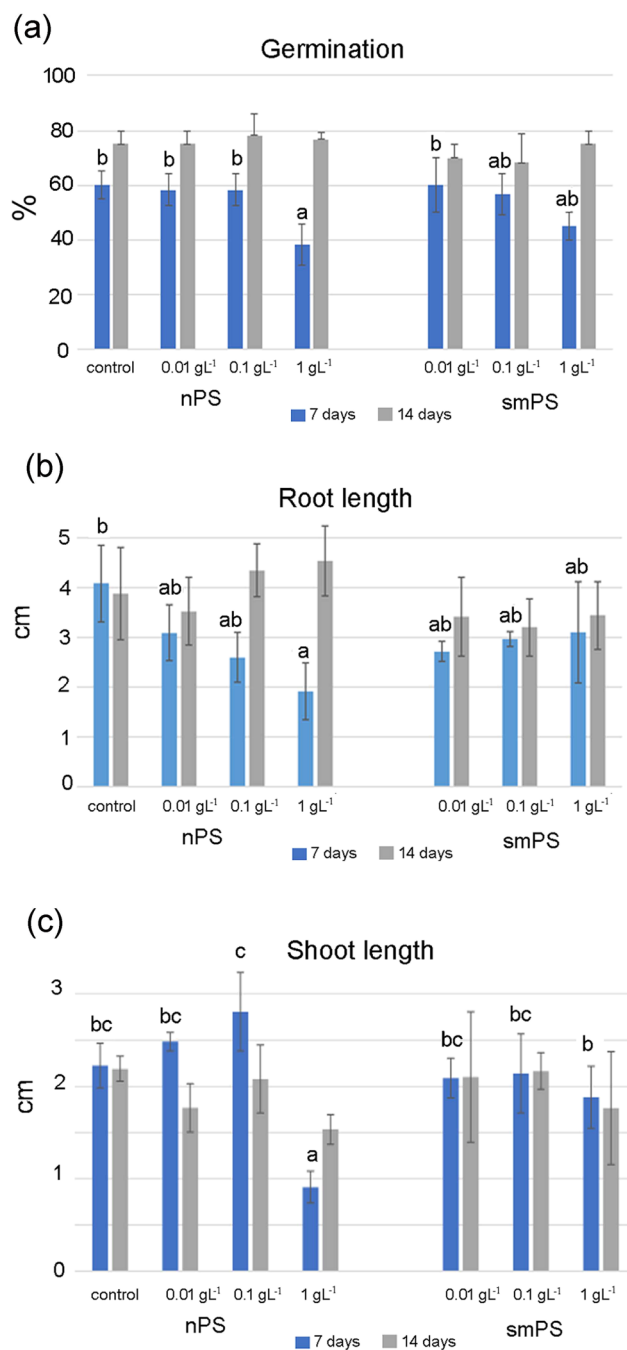 (a)
Germination
100
80
60
40
20
0
%
b b b a b ab ab
control 0.01 gL⁻¹ 0.1 gL⁻¹ 1 gL⁻¹ 0.01 gL⁻¹ 0.1 gL⁻¹ 1 gL⁻¹
nPS smPS
7 days 14 days
(b)
Root length
5
4
3
2
1
0
cm
b ab ab a ab ab ab
control 0.01 gL⁻¹ 0.1 gL⁻¹ 1 gL⁻¹ 0.01 gL⁻¹ 0.1 gL⁻¹ 1 gL⁻¹
nPS smPS
7 days 14 days
(c)
Shoot length
3
2
1
0
cm
bc bc c a bc bc b
control 0.01 gL⁻¹ 0.1 gL⁻¹ 1 gL⁻¹ 0.01 gL⁻¹ 0.1 gL⁻¹ 1 gL⁻¹
nPS smPS
7 days 14 days